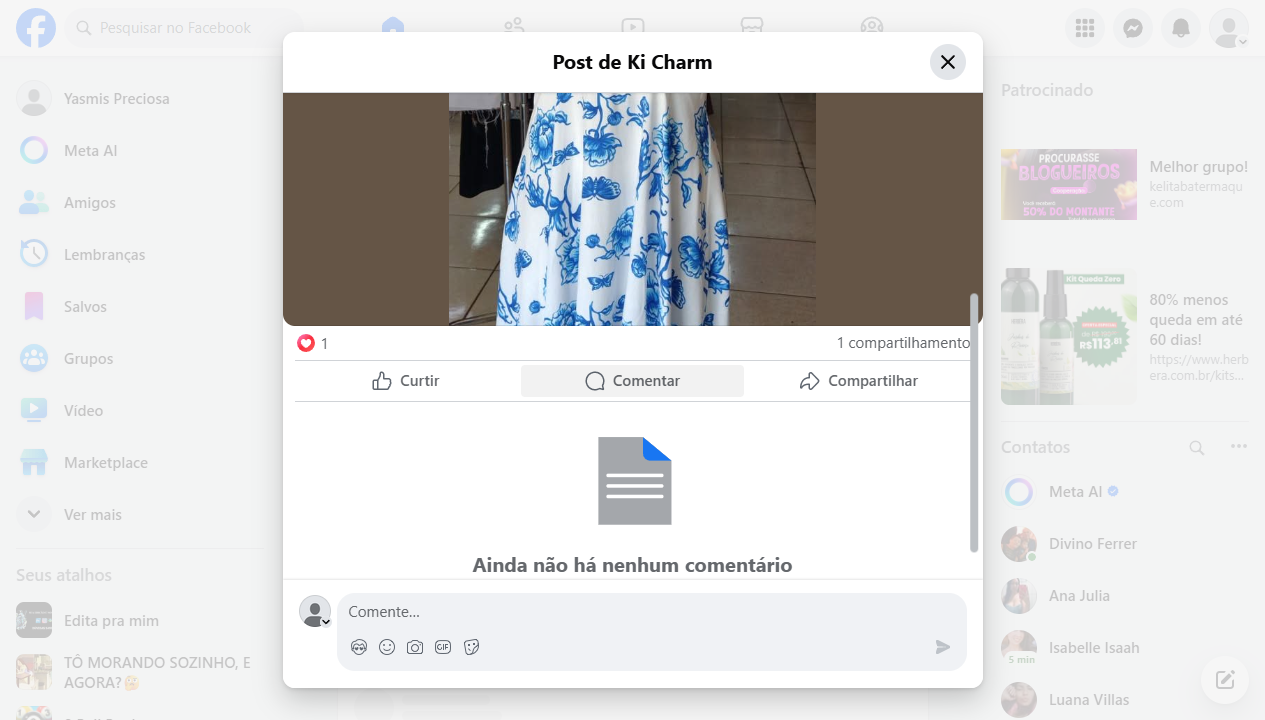 Pesquisar no Facebook
Post de Ki Charm
Yasmis Preciosa
Meta AI
Amigos
Lembranças
Salvos
Grupos
Vídeo
Marketplace
Ver mais
Seus atalhos
Edita pra mim
TÔ MORANDO SOZINHO, E
AGORA?🤔
1
1 compartilhamento
Curtir
Comentar
Compartilhar
Ainda não há nenhum comentário
Comente...
GIF
Patrocinado
PROCURASSE
BLOGUEIROS
50% DO MONTANTE
Melhor grupo!
kelitabatermaqu
e.com
Kit Queda Zero
R$113,81
80% menos
queda em até
60 dias!
https://www.herb
era.com.br/kits...
Contatos
Meta AI
Divino Ferrer
Ana Julia
Isabelle Isaah
5 min
Luana Villas